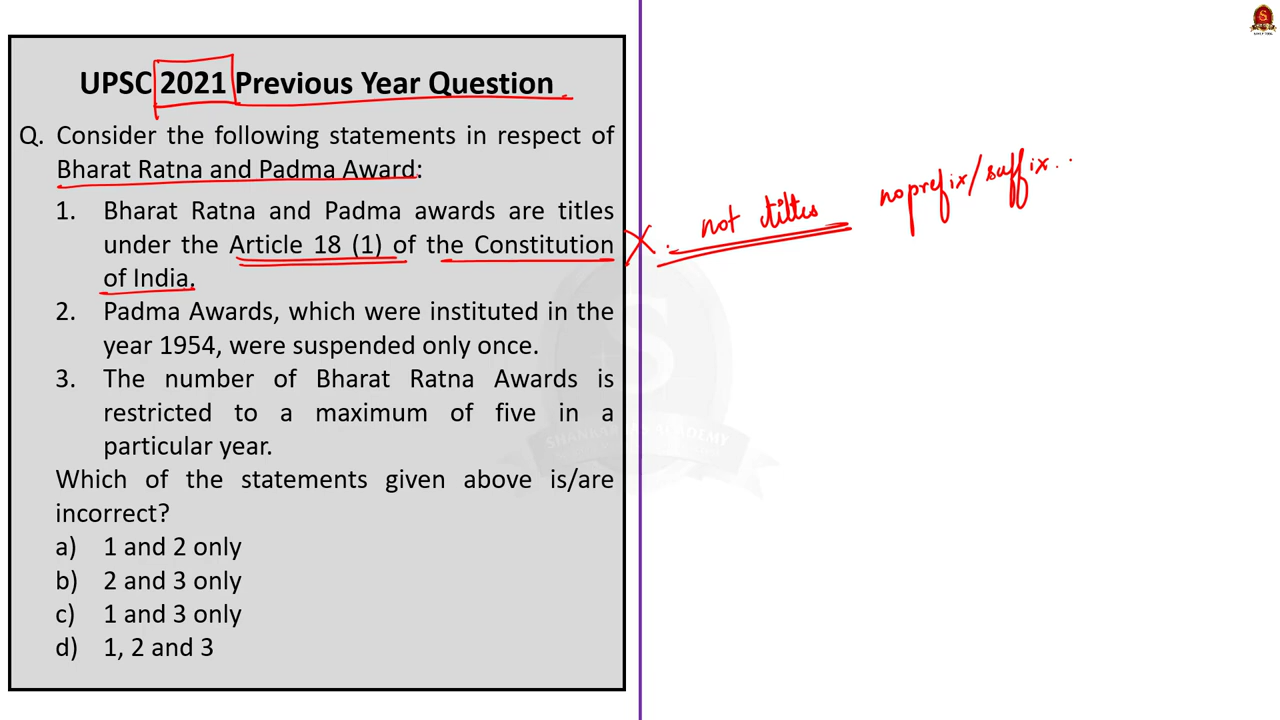 UPSC 2021 Previous Year Question
Q. Consider the following statements in respect of
Bharat Ratna and Padma Award:
1. Bharat Ratna and Padma awards are titles
under the Article 18 (1) of the Constitution
of India.
2. Padma Awards, which were instituted in the
year 1954, were suspended only once.
3. The number of Bharat Ratna Awards is
restricted to a maximum of five in a
particular year.
Which of the statements given above is/are
incorrect?
a) 1 and 2 only
b) 2 and 3 only
c) 1 and 3 only
d) 1, 2 and 3
X. not titles no prefix/suffix..
S
SHANKAR IAS ACADEMY